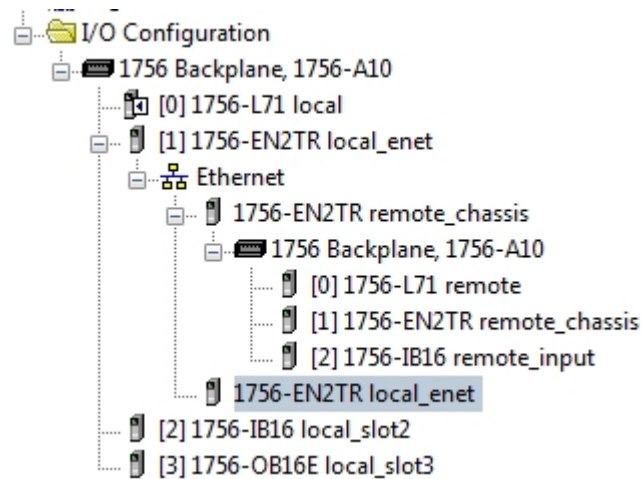 I/O Configuration
1756 Backplane, 1756-A10
[0] 1756-L71 local
[1] 1756-EN2TR local_enet
Ethernet
1756-EN2TR remote_chassis
1756 Backplane, 1756-A10
[0] 1756-L71 remote
[1] 1756-EN2TR remote_chassis
[2] 1756-IB16 remote_input
1756-EN2TR local_enet
[2] 1756-IB16 local_slot2
[3] 1756-OB16E local_slot3